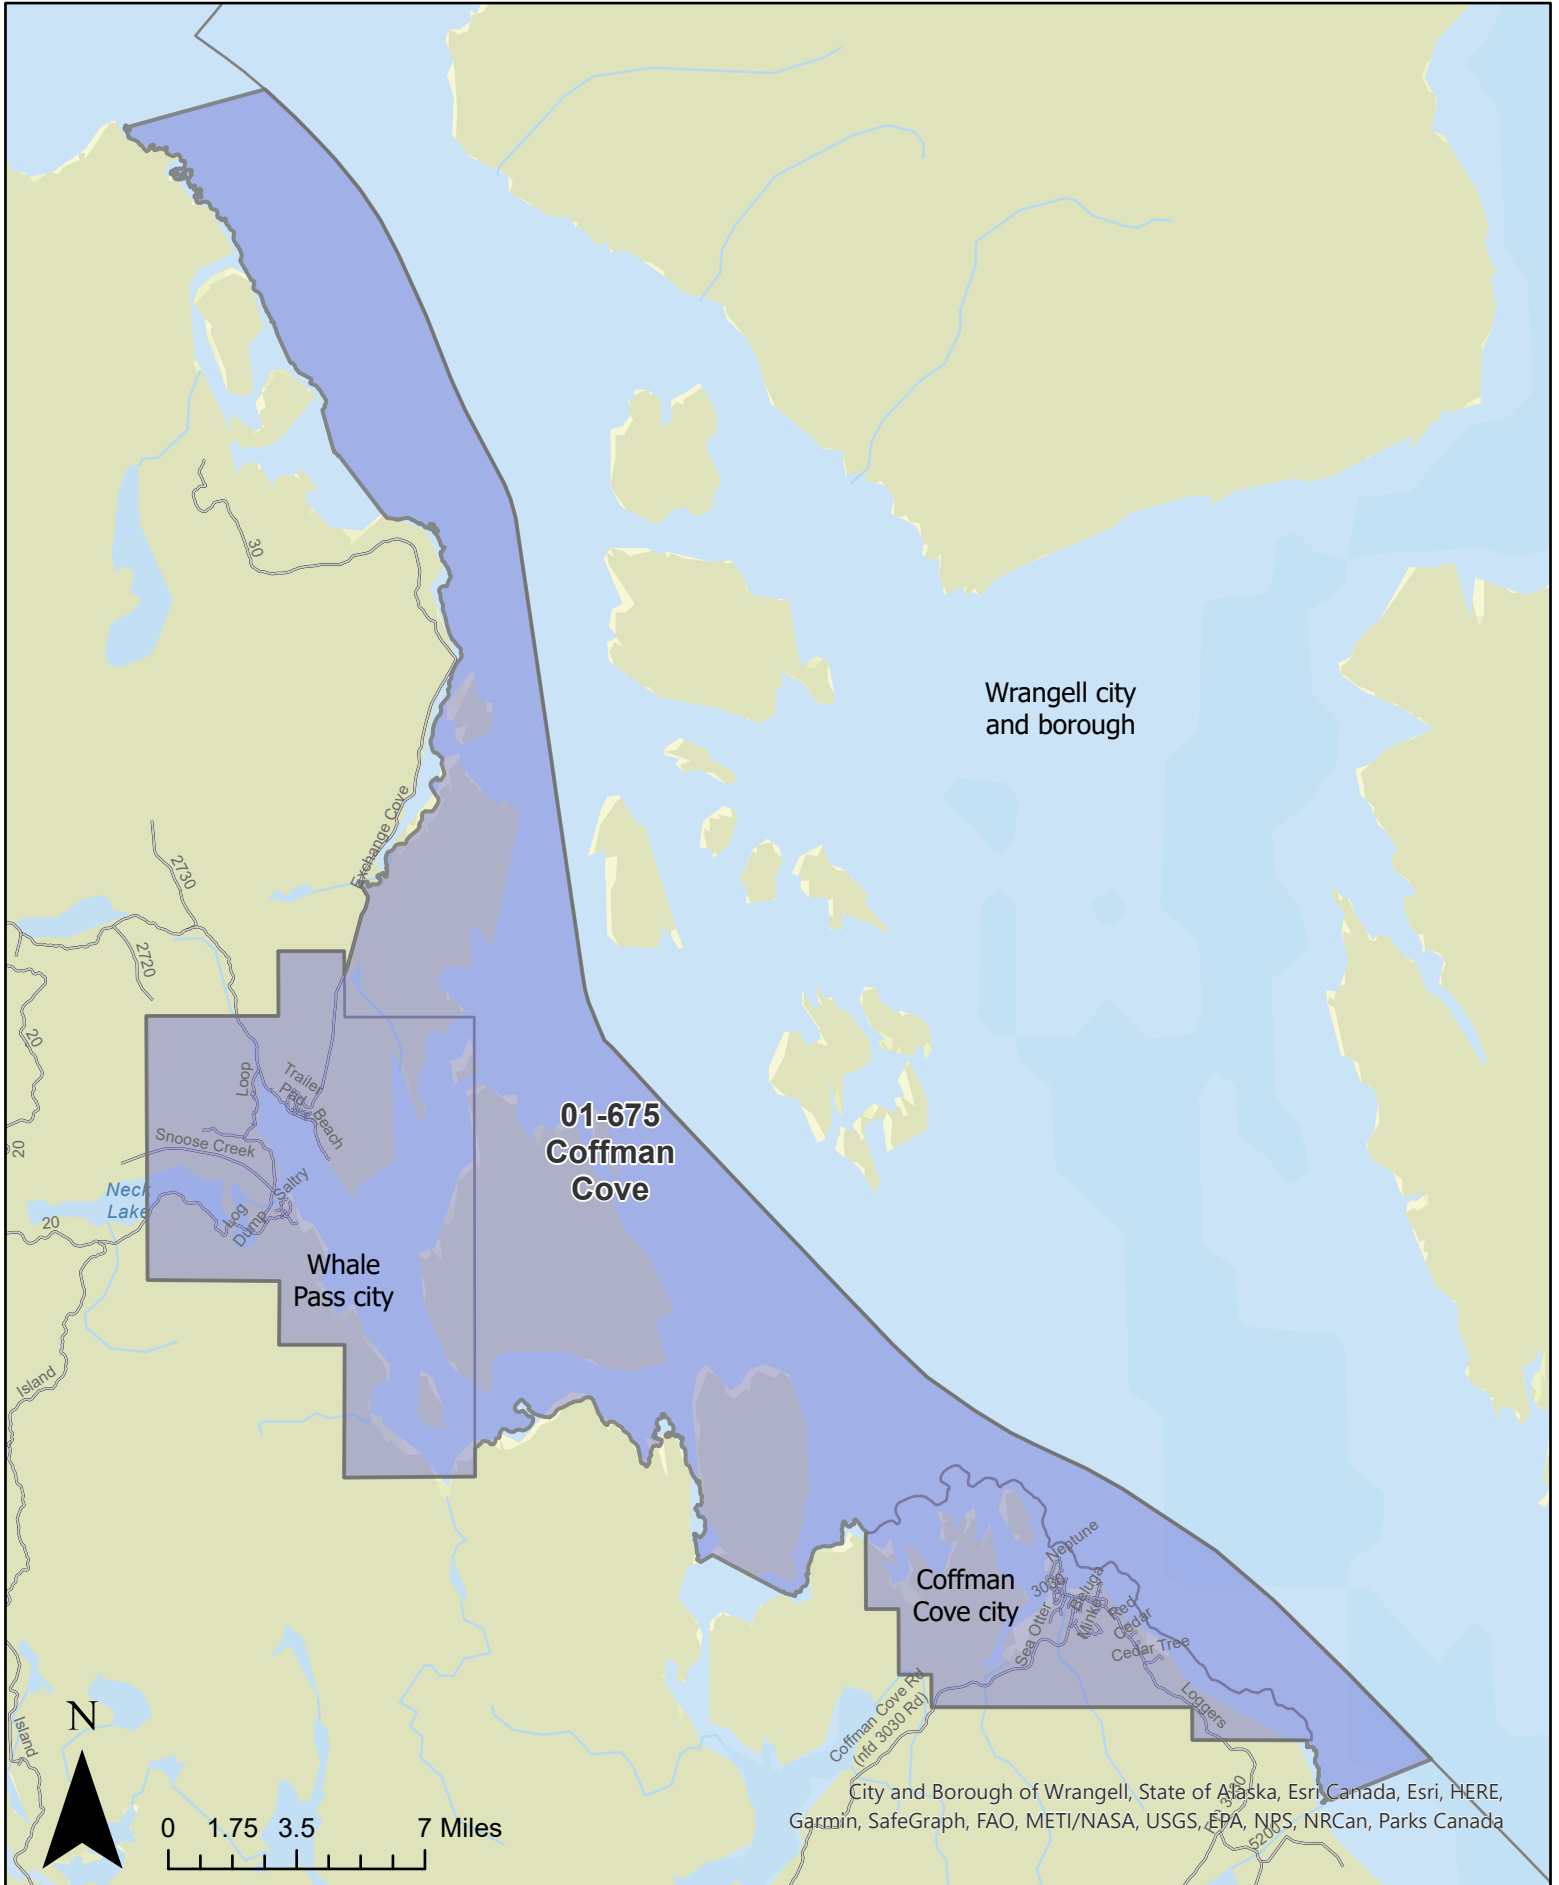 30
Wrangell city
and borough
Exchange Cove
2730
2720
20
20
Loop
Trailer
Pad
Beach
01-675
Coffman
Cove
Snoose Creek
Neck
Lake
Saltry
Log
Dump
20
Whale
Pass city
Island
Neptune
3030
Beluga
Coffman
Cove city
Minke
Red
Cedar
Sea Otter
Cedar Tree
Coffman Cove Rd
(nfd 3030 Rd)
Loggers
N
Island
City and Borough of Wrangell, State of Alaska, Esri Canada, Esri, HERE,
Garmin, SafeGraph, FAO, METI/NASA, USGS, EPA, NPS, NRCan, Parks Canada
0 1.75 3.5 7 Miles
5200